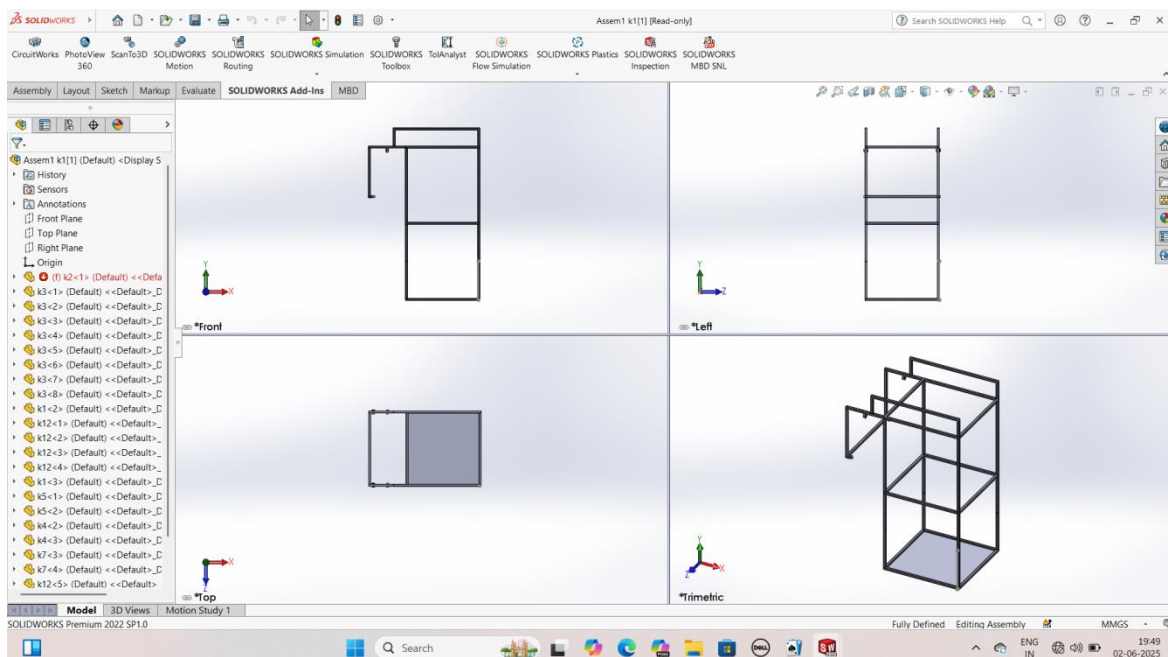 SOLIDWORKS
Assem1 k1[1] [Read-only]
Search SOLIDWORKS Help
CircuitWorks
PhotoView 360
ScanTo3D
SOLIDWORKS Motion
SOLIDWORKS Routing
SOLIDWORKS Simulation
SOLIDWORKS Toolbox
TolAnalyst
SOLIDWORKS Flow Simulation
SOLIDWORKS Plastics
SOLIDWORKS Inspection
SOLIDWORKS MBD SNL
Assembly Layout Sketch Markup Evaluate SOLIDWORKS Add-Ins MBD
Assem1 k1[1] (Default) <Display S
History
Sensors
Annotations
Front Plane
Top Plane
Right Plane
Origin
(f) k2<1> (Default) <<Defa
k3<1> (Default) <<Default>_D
k3<2> (Default) <<Default>_D
k3<3> (Default) <<Default>_D
k3<4> (Default) <<Default>_D
k3<5> (Default) <<Default>_D
k3<6> (Default) <<Default>_D
k3<7> (Default) <<Default>_D
k3<8> (Default) <<Default>_D
k1<2> (Default) <<Default>_D
k12<1> (Default) <<Default>_
k12<2> (Default) <<Default>_
k12<3> (Default) <<Default>_
k12<4> (Default) <<Default>_
k1<3> (Default) <<Default>_D
k5<1> (Default) <<Default>_D
k5<2> (Default) <<Default>_D
k4<2> (Default) <<Default>_D
k4<3> (Default) <<Default>_D
k7<3> (Default) <<Default>_D
k7<4> (Default) <<Default>_D
k12<5> (Default) <<Default>
Y
X
*Front
Y
Z
*Left
X
Z
*Top
Y
X
Z
*Trimetric
Model 3D Views Motion Study 1
SOLIDWORKS Premium 2022 SP1.0
Fully Defined Editing Assembly MMGS
Search
DELL
SW
ENG
IN
19:49
02-06-2025